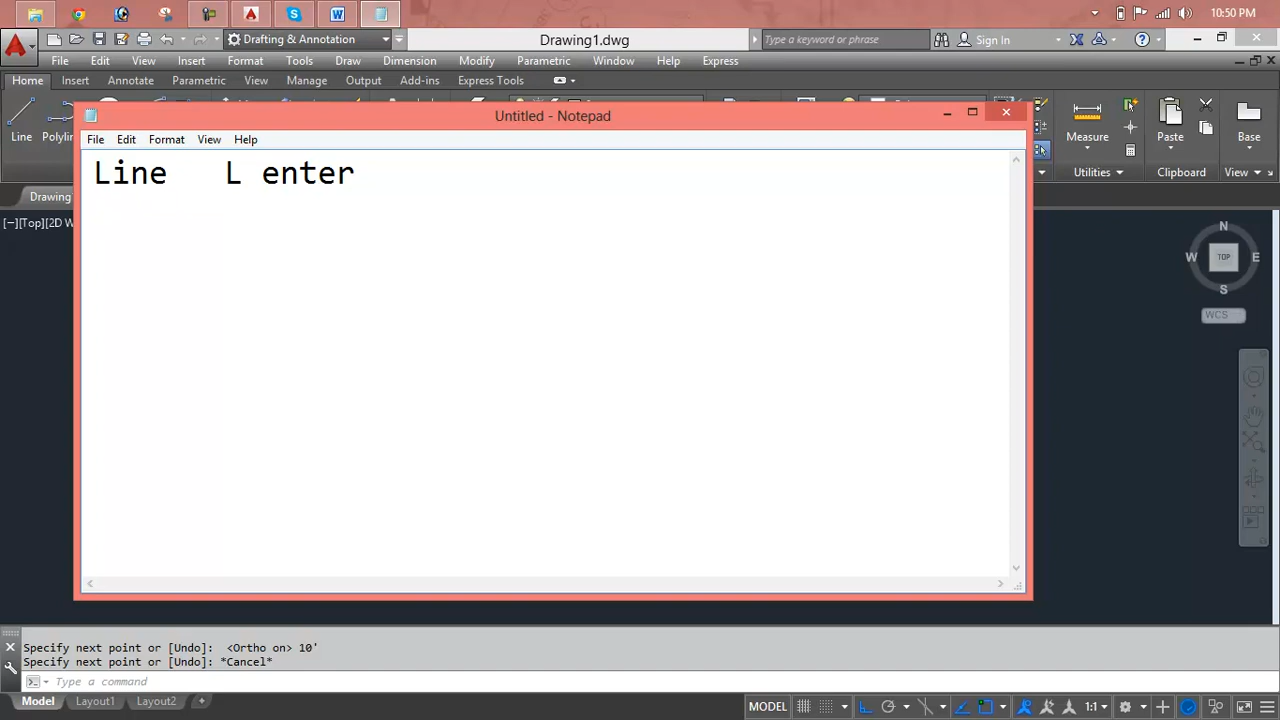 10:50 PM
Drafting & Annotation
Drawing1.dwg
Type a keyword or phrase
Sign In
File Edit View Insert Format Tools Draw Dimension Modify Parametric Window Help Express
Home Insert Annotate Parametric View Manage Output Add-ins Express Tools
Line
Measure
Paste
Base
Utilities
Clipboard
View
Untitled - Notepad
File Edit Format View Help
Line L enter
Drawing
[−][Top][2D W
N
W TOP E
S
WCS
Specify next point or [Undo]: <Ortho on> 10'
Specify next point or [Undo]: *Cancel*
Type a command
Model Layout1 Layout2 +
MODEL
1:1